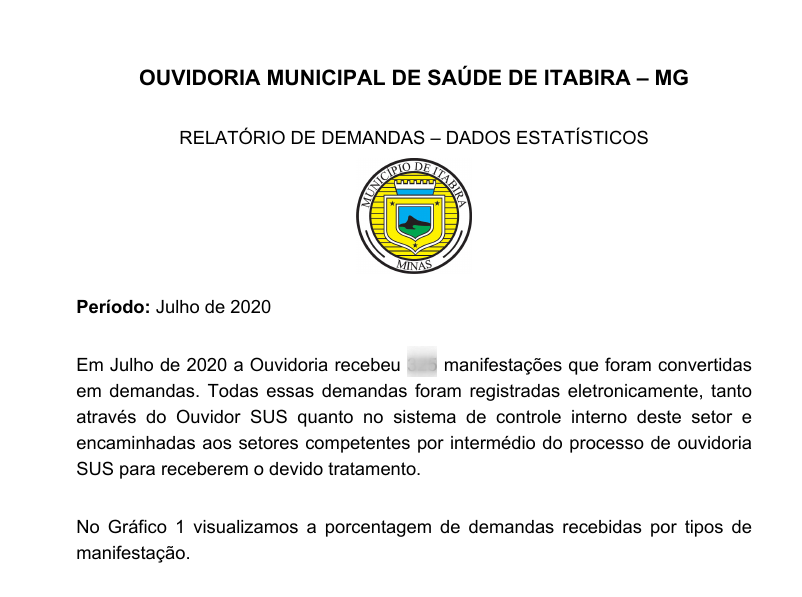 OUVIDORIA MUNICIPAL DE SAÚDE DE ITABIRA – MG
RELATÓRIO DE DEMANDAS – DADOS ESTATÍSTICOS
MUNICÍPIO DE ITABIRA
MINAS
Período: Julho de 2020
Em Julho de 2020 a Ouvidoria recebeu manifestações que foram convertidas
em demandas. Todas essas demandas foram registradas eletronicamente, tanto
através do Ouvidor SUS quanto no sistema de controle interno deste setor e
encaminhadas aos setores competentes por intermédio do processo de ouvidoria
SUS para receberem o devido tratamento.
No Gráfico 1 visualizamos a porcentagem de demandas recebidas por tipos de
manifestação.